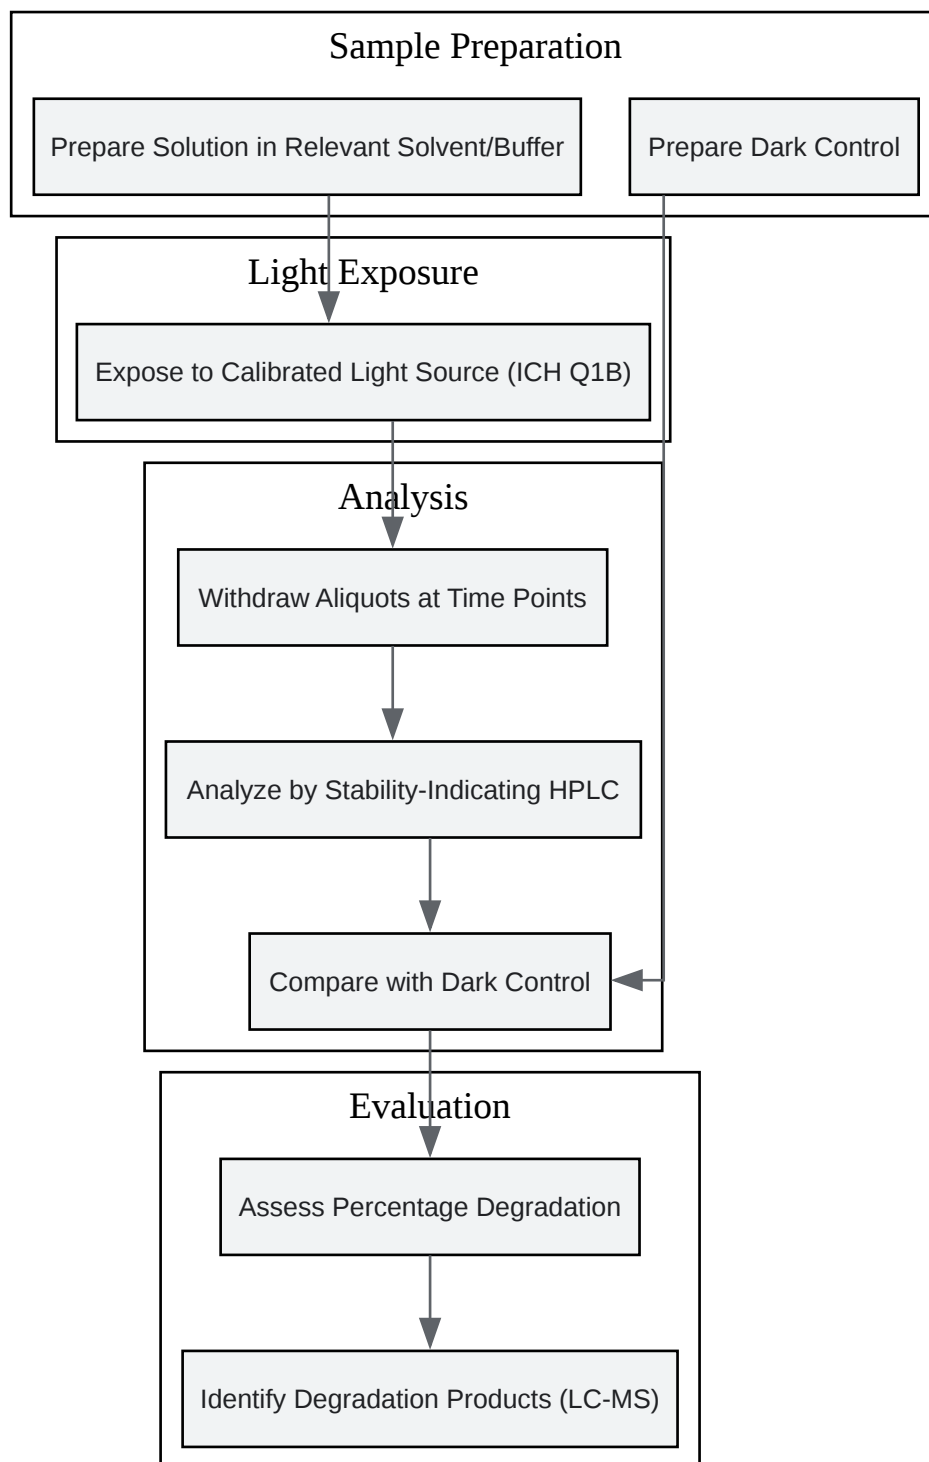 Sample Preparation
Prepare Solution in Relevant Solvent/Buffer
Prepare Dark Control
Light Exposure
Expose to Calibrated Light Source (ICH Q1B)
Analysis
Withdraw Aliquots at Time Points
Analyze by Stability-Indicating HPLC
Compare with Dark Control
Evaluation
Assess Percentage Degradation
Identify Degradation Products (LC-MS)